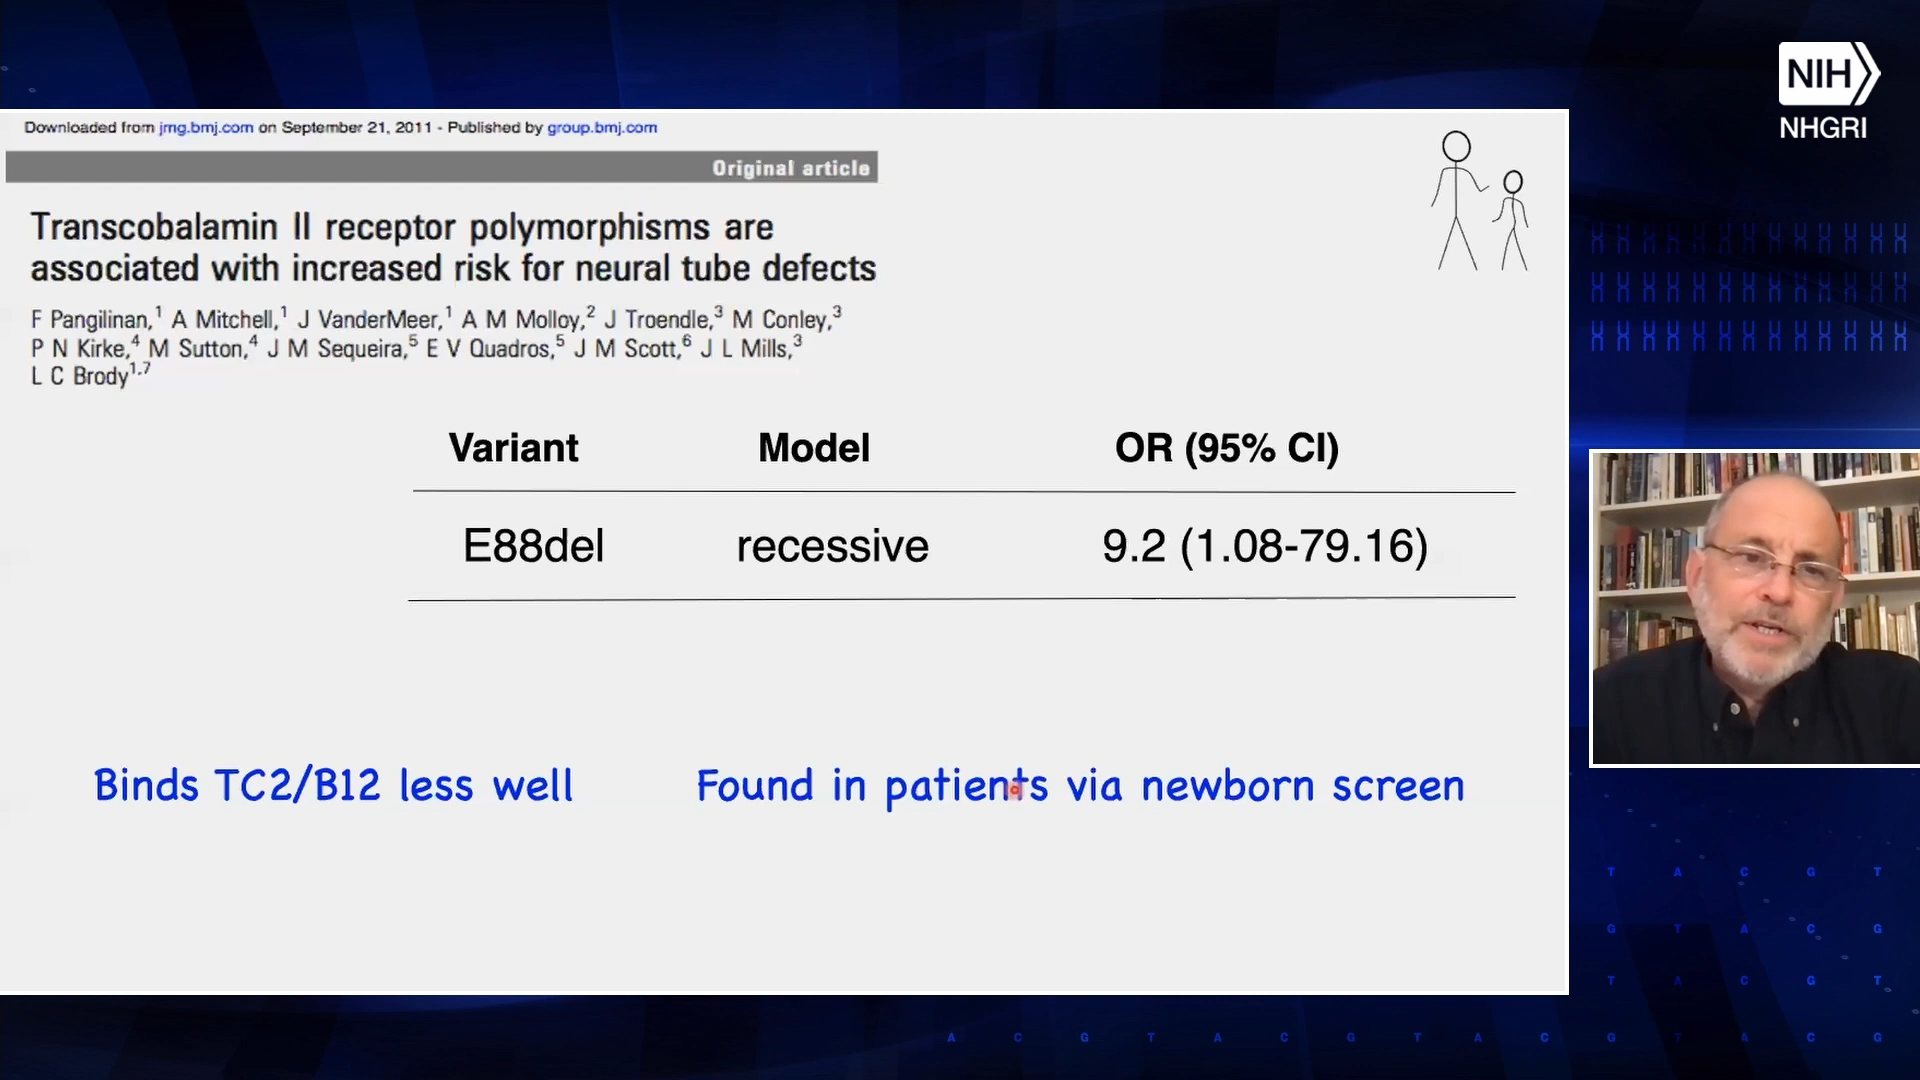 NIH
NHGRI
Downloaded from jmg.bmj.com on September 21, 2011 - Published by group.bmj.com
Original article
Transcobalamin II receptor polymorphisms are
associated with increased risk for neural tube defects
F Pangilinan,1 A Mitchell,1 J VanderMeer,1 A M Molloy,2 J Troendle,3 M Conley,3
P N Kirke,4 M Sutton,4 J M Sequeira,5 E V Quadros,5 J M Scott,6 J L Mills,3
L C Brody1,7
Variant Model OR (95% CI)
E88del recessive 9.2 (1.08-79.16)
Binds TC2/B12 less well Found in patients via newborn screen
T A C G T
G T A C G
T A C G T
A C G T A C G T A C G T A C G